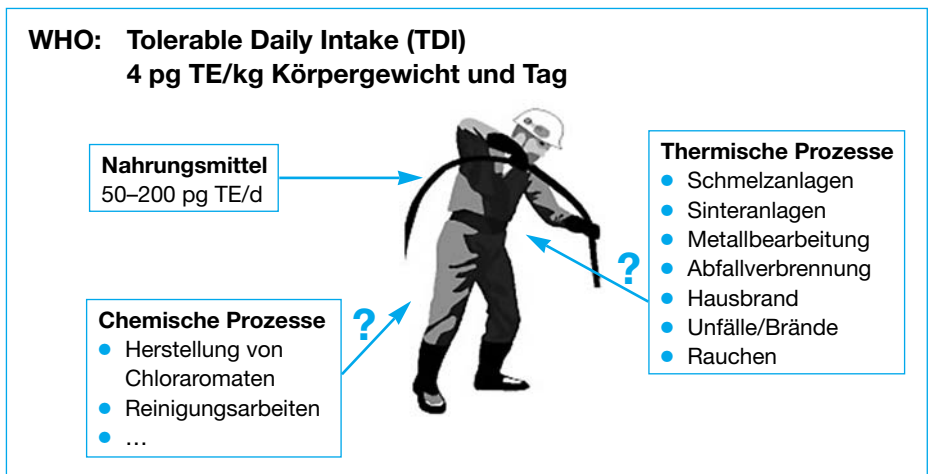 WHO: Tolerable Daily Intake (TDI)
4 pg TE/kg Körpergewicht und Tag
Nahrungsmittel
50–200 pg TE/d
Thermische Prozesse
• Schmelzanlagen
• Sinteranlagen
• Metallbearbeitung
• Abfallverbrennung
• Hausbrand
• Unfälle/Brände
• Rauchen
?
Chemische Prozesse
• Herstellung von
Chloraromaten
• Reinigungsarbeiten
• ...
?